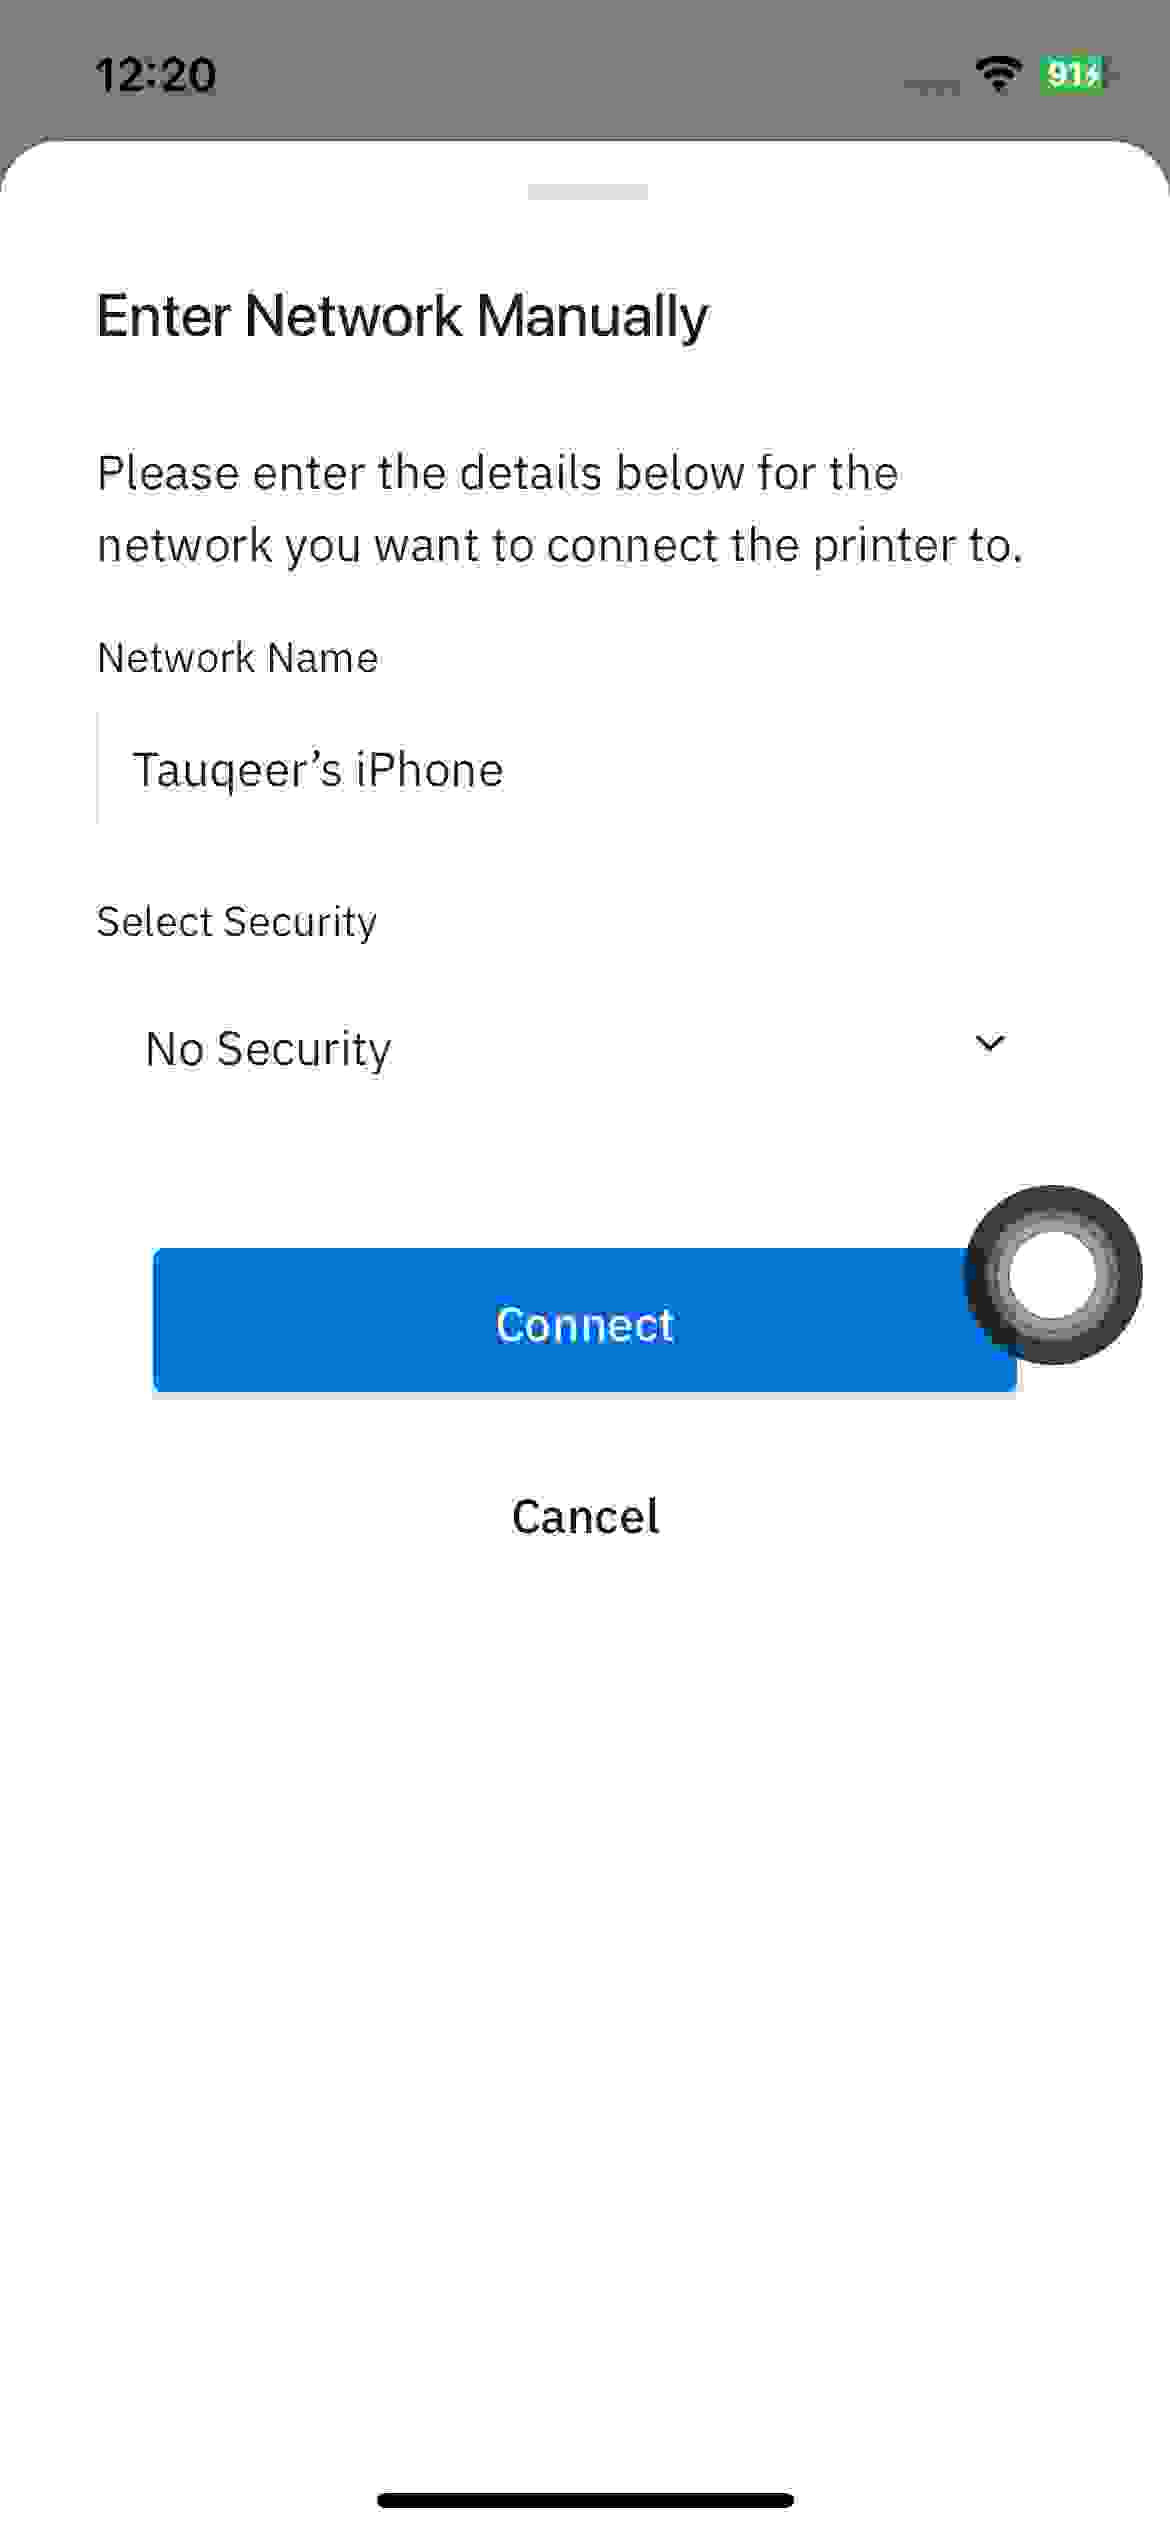 12:20
91
Enter Network Manually
Please enter the details below for the
network you want to connect the printer to.
Network Name
Tauqeer’s iPhone
Select Security
No Security
Connect
Cancel